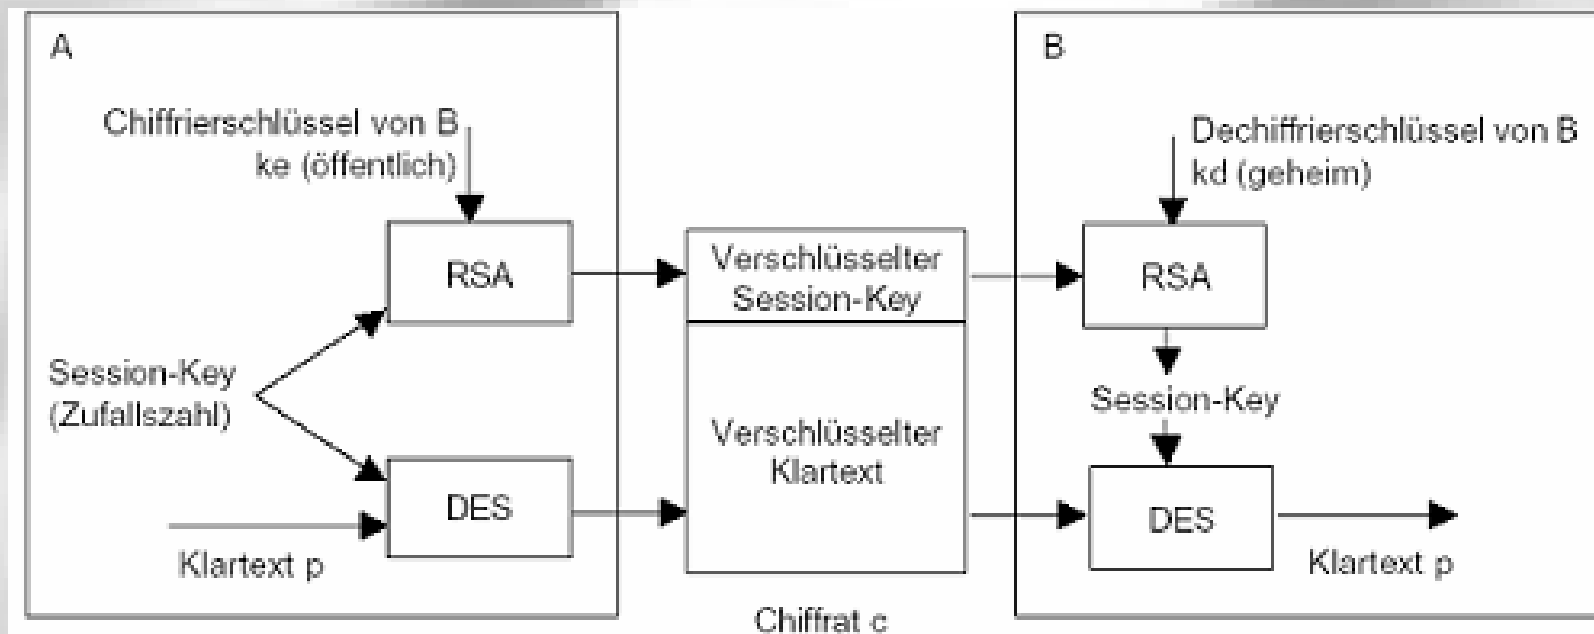 A
Chiffrierschlüssel von B
ke (öffentlich)
RSA
Session-Key
(Zufallszahl)
DES
Klartext p
Verschlüsselter
Session-Key
Verschlüsselter
Klartext
Chiffrat c
B
Dechiffrierschlüssel von B
kd (geheim)
RSA
Session-Key
DES
Klartext p